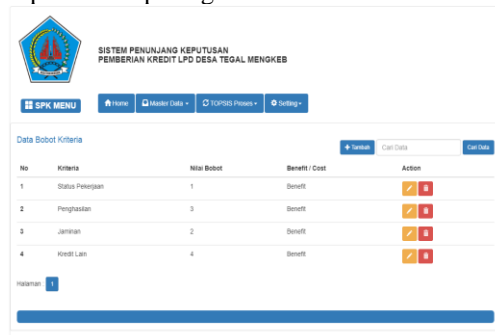 SISTEM PENUNJANG KEPUTUSAN
PEMBERIAN KREDIT LPD DESA TEGAL MENGKEB
SPK MENU
Home Master Data TOPSIS Proses Setting
Data Bobot Kriteria
+ Tambah Cari Data Cari Data
No Kriteria Nilai Bobot Benefit / Cost Action
1 Status Pekerjaan 1 Benefit
2 Penghasilan 3 Benefit
3 Jaminan 2 Benefit
4 Kredit Lain 4 Benefit
Halaman 1